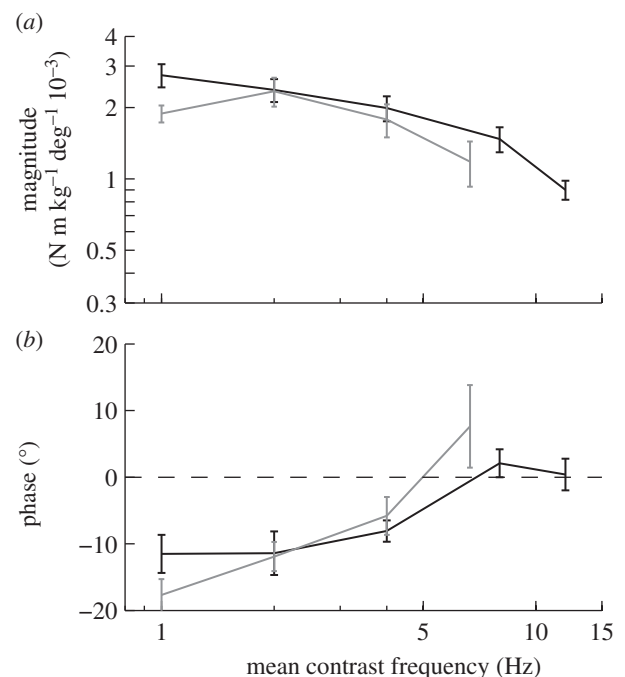 (a)
4
3
2
1
0.5
0.3
magnitude
(N m kg⁻¹ deg⁻¹ 10⁻³)
(b)
20
10
0
−10
−20
phase (°)
1 5 10 15
mean contrast frequency (Hz)